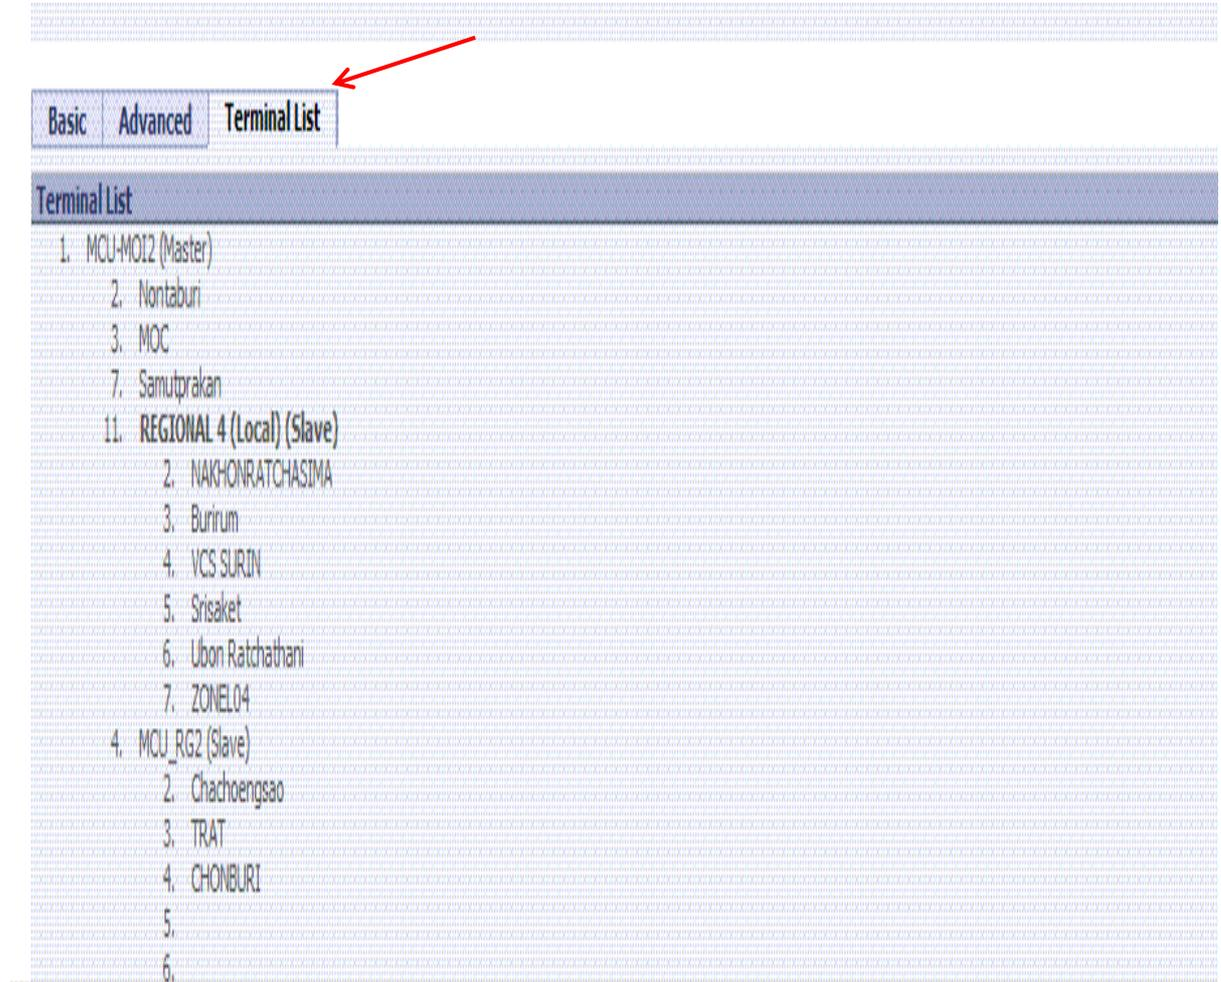 Basic Advanced Terminal List
Terminal List
1. MCU-MOI2 (Master)
2. Nontaburi
3. MOC
7. Samutprakan
11. REGIONAL 4 (Local) (Slave)
2. NAKHONRATCHASIMA
3. Burirum
4. VCS SURIN
5. Srisaket
6. Ubon Ratchathani
7. ZONEL04
4. MCU_RG2 (Slave)
2. Chachoengsao
3. TRAT
4. CHONBURI
5.
6.